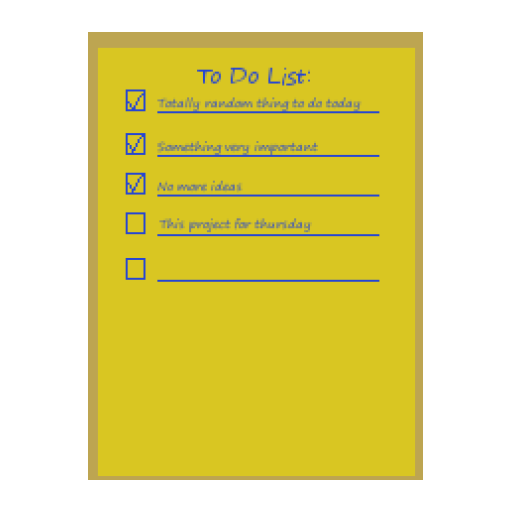 To Do List:
Totally random thing to do today
Something very important
No more ideas
This project for thursday